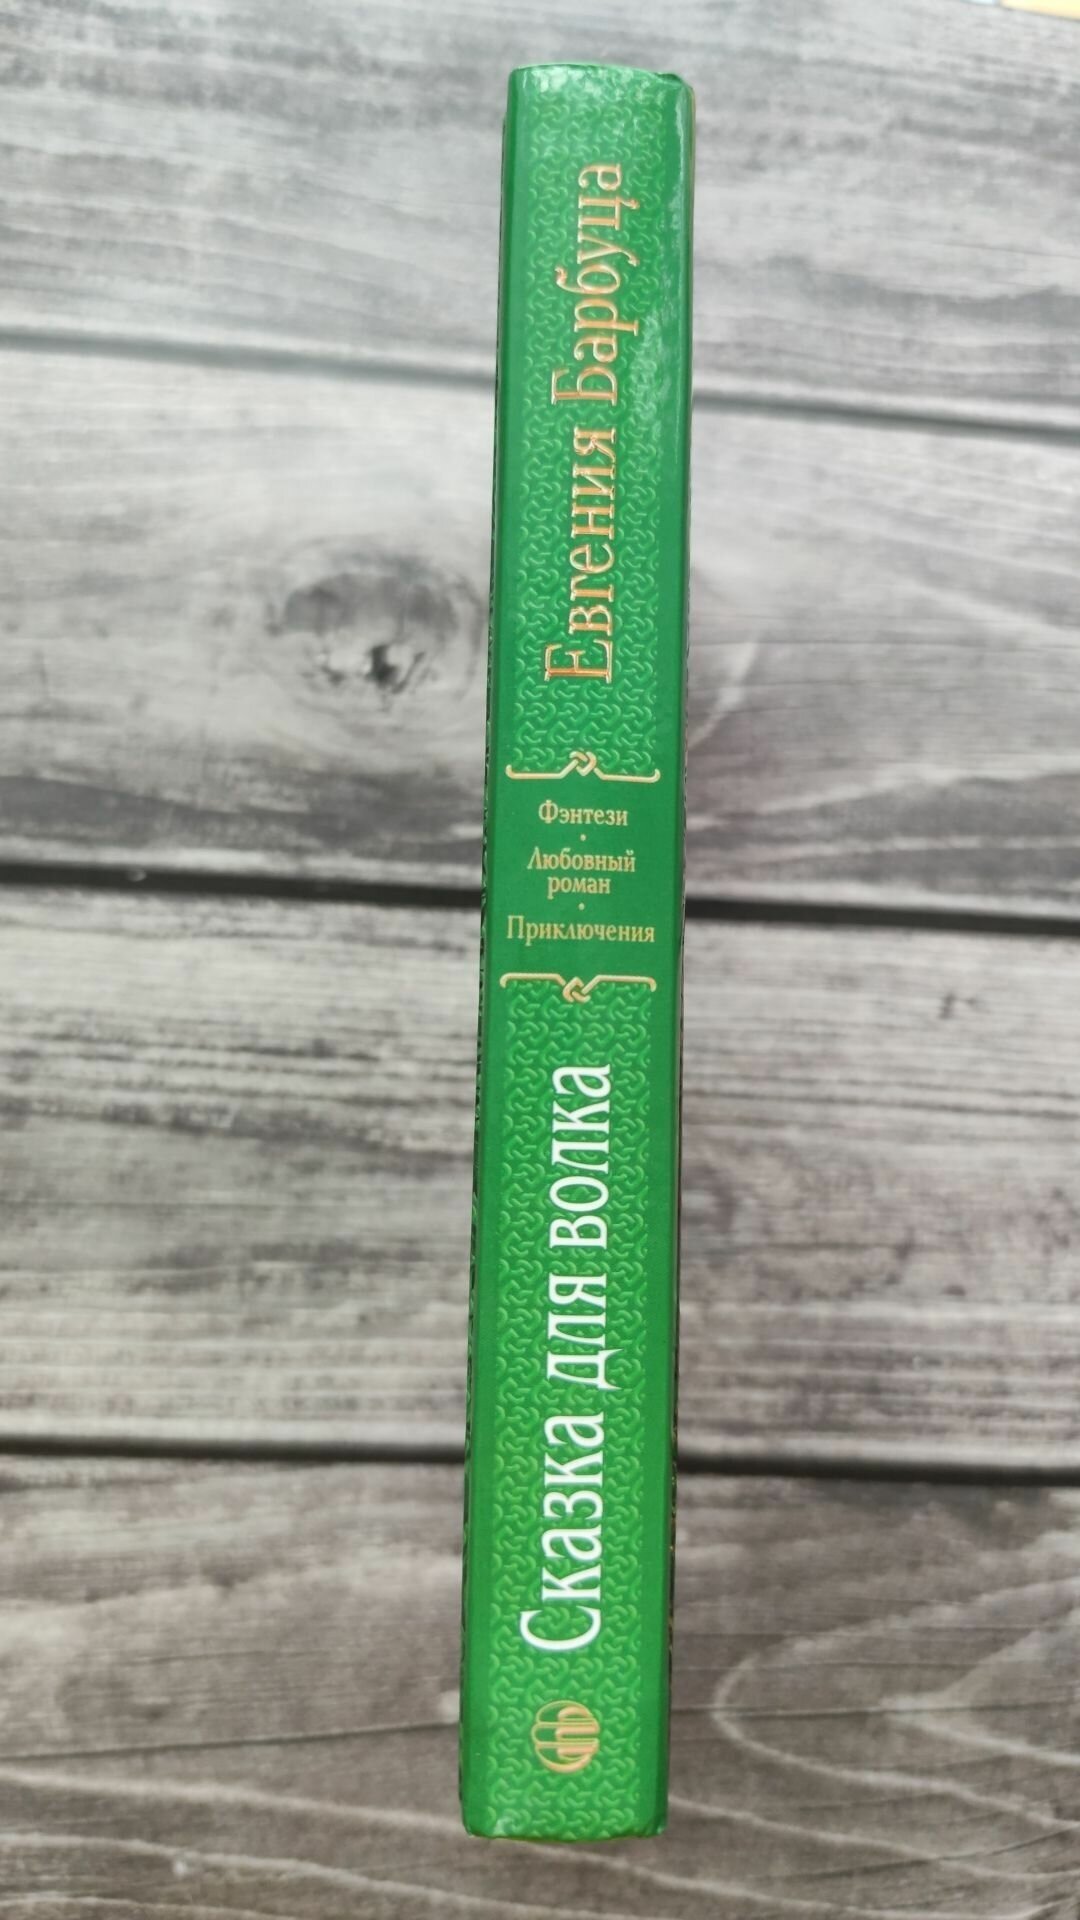 Евгения Барбуца
Фэнтези
Любовный
роман
Приключения
Сказка для волка